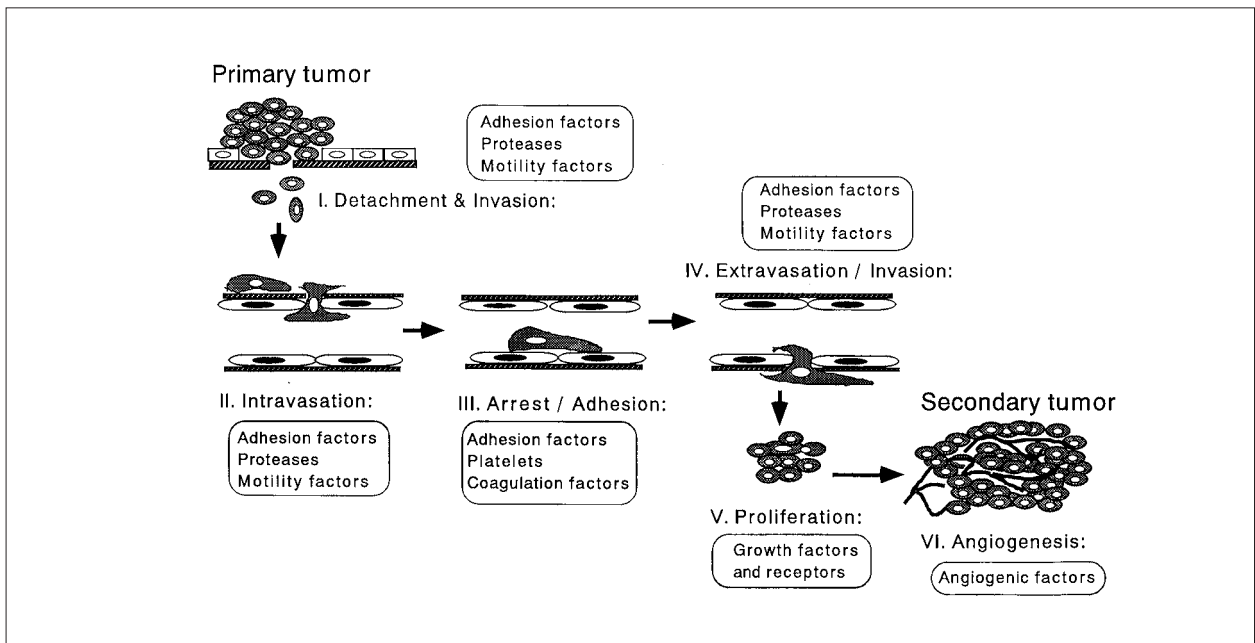 Primary tumor
Adhesion factors
Proteases
Motility factors
I. Detachment & Invasion:
Adhesion factors
Proteases
Motility factors
IV. Extravasation / Invasion:
II. Intravasation:
Adhesion factors
Proteases
Motility factors
III. Arrest / Adhesion:
Adhesion factors
Platelets
Coagulation factors
Secondary tumor
V. Proliferation:
Growth factors
and receptors
VI. Angiogenesis:
Angiogenic factors